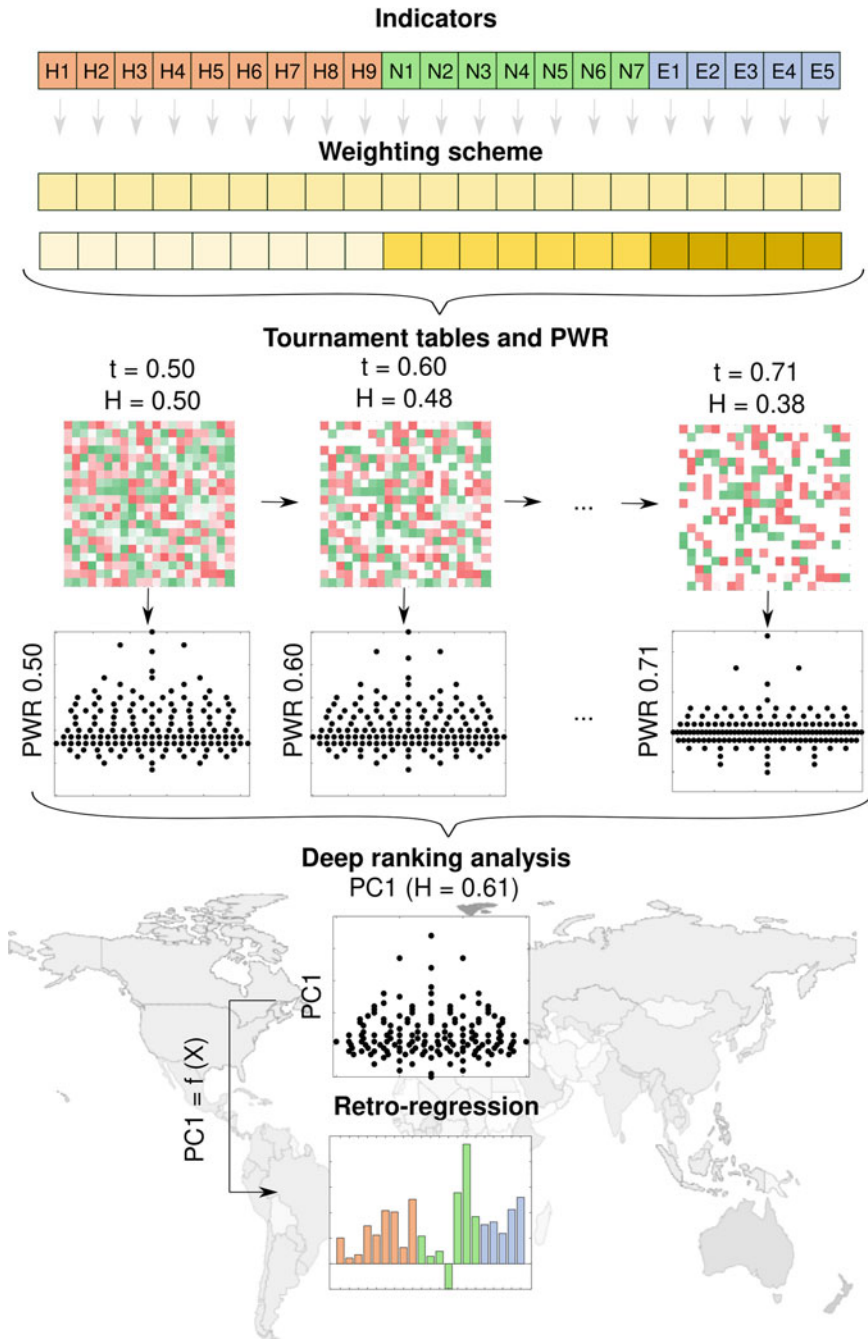 Indicators
H1 H2 H3 H4 H5 H6 H7 H8 H9 N1 N2 N3 N4 N5 N6 N7 E1 E2 E3 E4 E5
Weighting scheme
Tournament tables and PWR
t = 0.50
H = 0.50
t = 0.60
H = 0.48
t = 0.71
H = 0.38
...
PWR 0.50
PWR 0.60
...
PWR 0.71
Deep ranking analysis
PC1 (H = 0.61)
PC1
PC1 = f (X)
Retro-regression